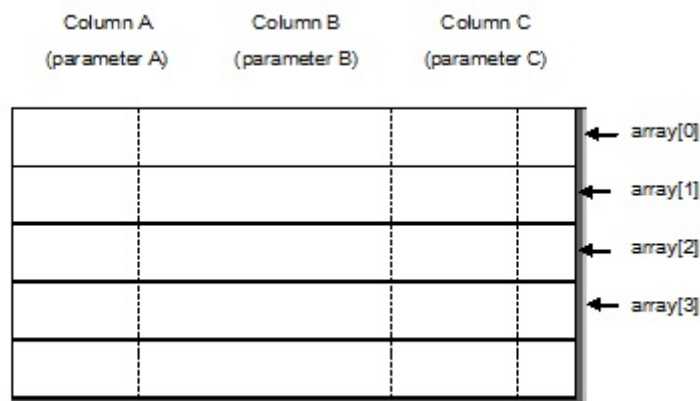 Column A Column B Column C
(parameter A) (parameter B) (parameter C)
array[0]
array[1]
array[2]
array[3]